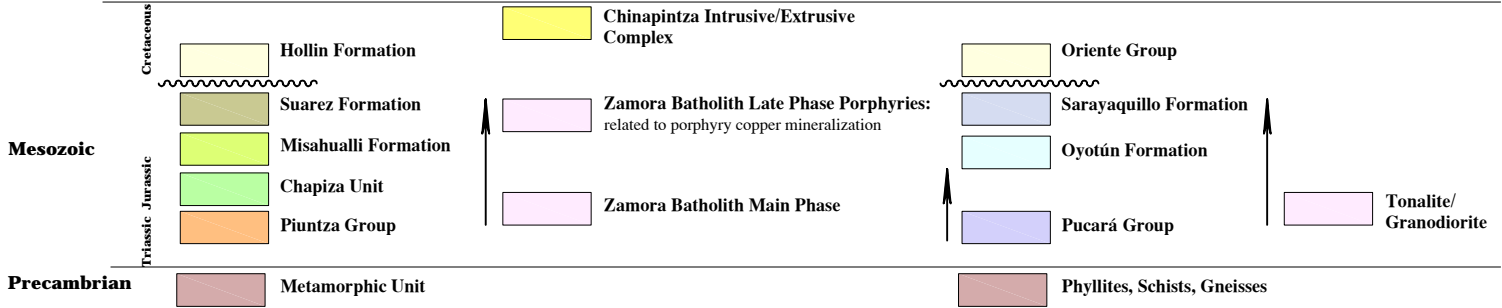 Cretaceous
Chinapintza Intrusive/Extrusive
Complex
Hollin Formation
Oriente Group
Suarez Formation
Zamora Batholith Late Phase Porphyries:
related to porphyry copper mineralization
Sarayaquillo Formation
Mesozoic
Misahualli Formation
Oyotún Formation
Jurassic
Chapiza Unit
Zamora Batholith Main Phase
Tonalite/
Granodiorite
Triassic
Piuntza Group
Pucará Group
Precambrian
Metamorphic Unit
Phyllites, Schists, Gneisses